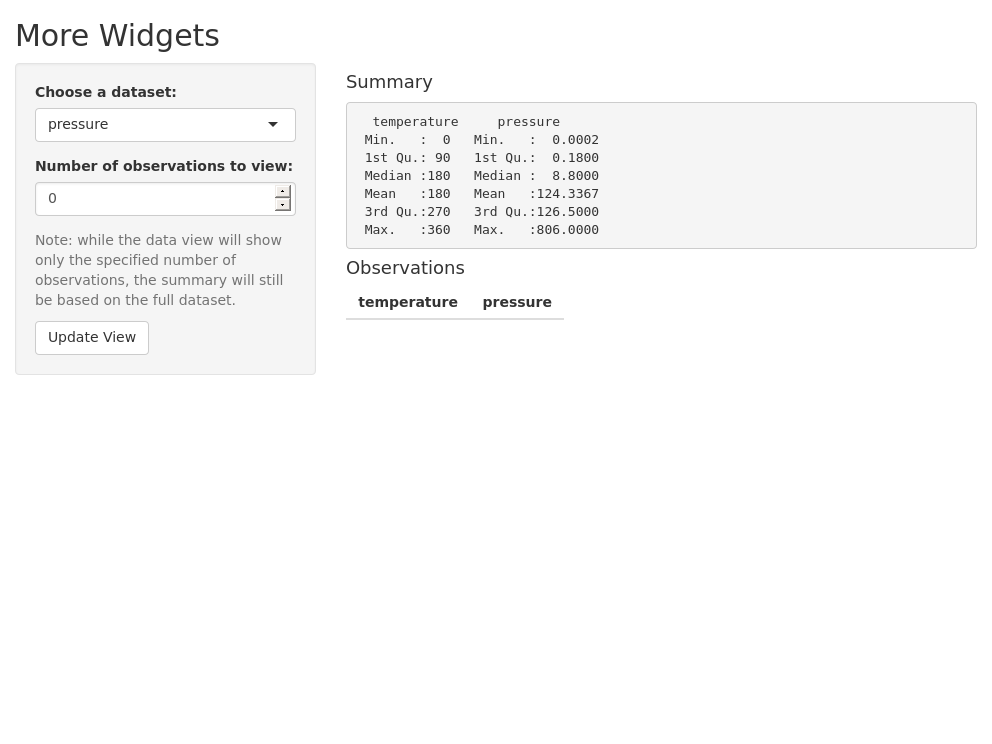 More Widgets
Choose a dataset:
pressure
Number of observations to view:
0
Note: while the data view will show
only the specified number of
observations, the summary will still
be based on the full dataset.
Update View
Summary
  temperature     pressure
 Min.   :  0   Min.   :  0.0002
 1st Qu.: 90   1st Qu.:  0.1800
 Median :180   Median :  8.8000
 Mean   :180   Mean   :124.3367
 3rd Qu.:270   3rd Qu.:126.5000
 Max.   :360   Max.   :806.0000
Observations
temperature pressure